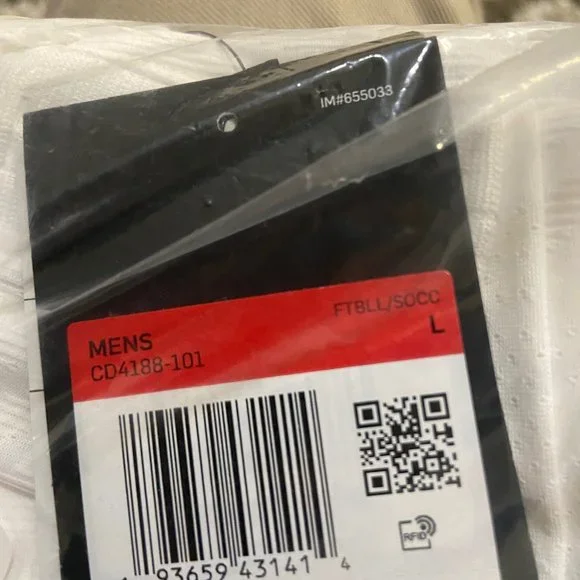 IM#655033
FTBLL/SOCC
MENS
L
CD4188-101
RFID
93659 43141 4